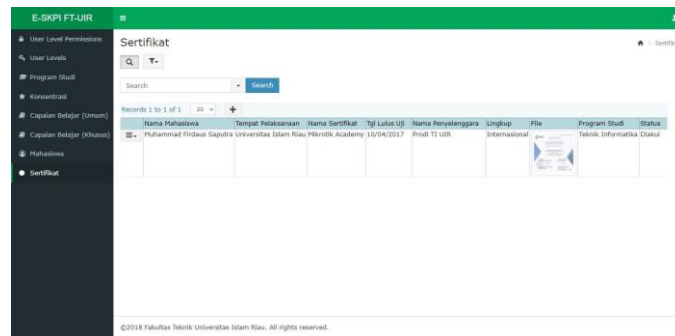 E-SKPI FT-UIR
User Level Permissions
User Levels
Program Studi
Konsentrasi
Capaian Belajar (Umum)
Capaian Belajar (Khusus)
Mahasiswa
Sertifikat
Sertifikat
Sertifik
Search
Search
Records 1 to 1 of 1 20
Nama Mahasiswa Tempat Pelaksanaan Nama Sertifikat Tgl Lulus Uji Nama Penyelenggara Lingkup File Program Studi Status
Muhammad Firdaus Saputra Universitas Islam Riau Mikrotik Academy 10/04/2017 Prodi TI UIR Internasional Teknik Informatika Diakui
©2018 Fakultas Teknik Universitas Islam Riau. All rights reserved.